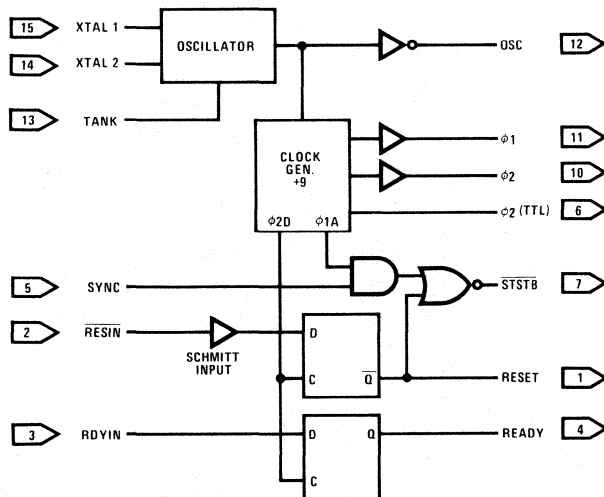 15 XTAL 1
OSCILLATOR
OSC 12
14 XTAL 2
13 TANK
CLOCK
GEN.
+9
ϕ1 11
ϕ2 10
ϕ2 (TTL) 6
ϕ2D ϕ1A
5 SYNC
STSTB 7
2 RESIN
SCHMITT
INPUT
D
C
Q
RESET 1
3 RDYIN
D
Q
READY 4
C